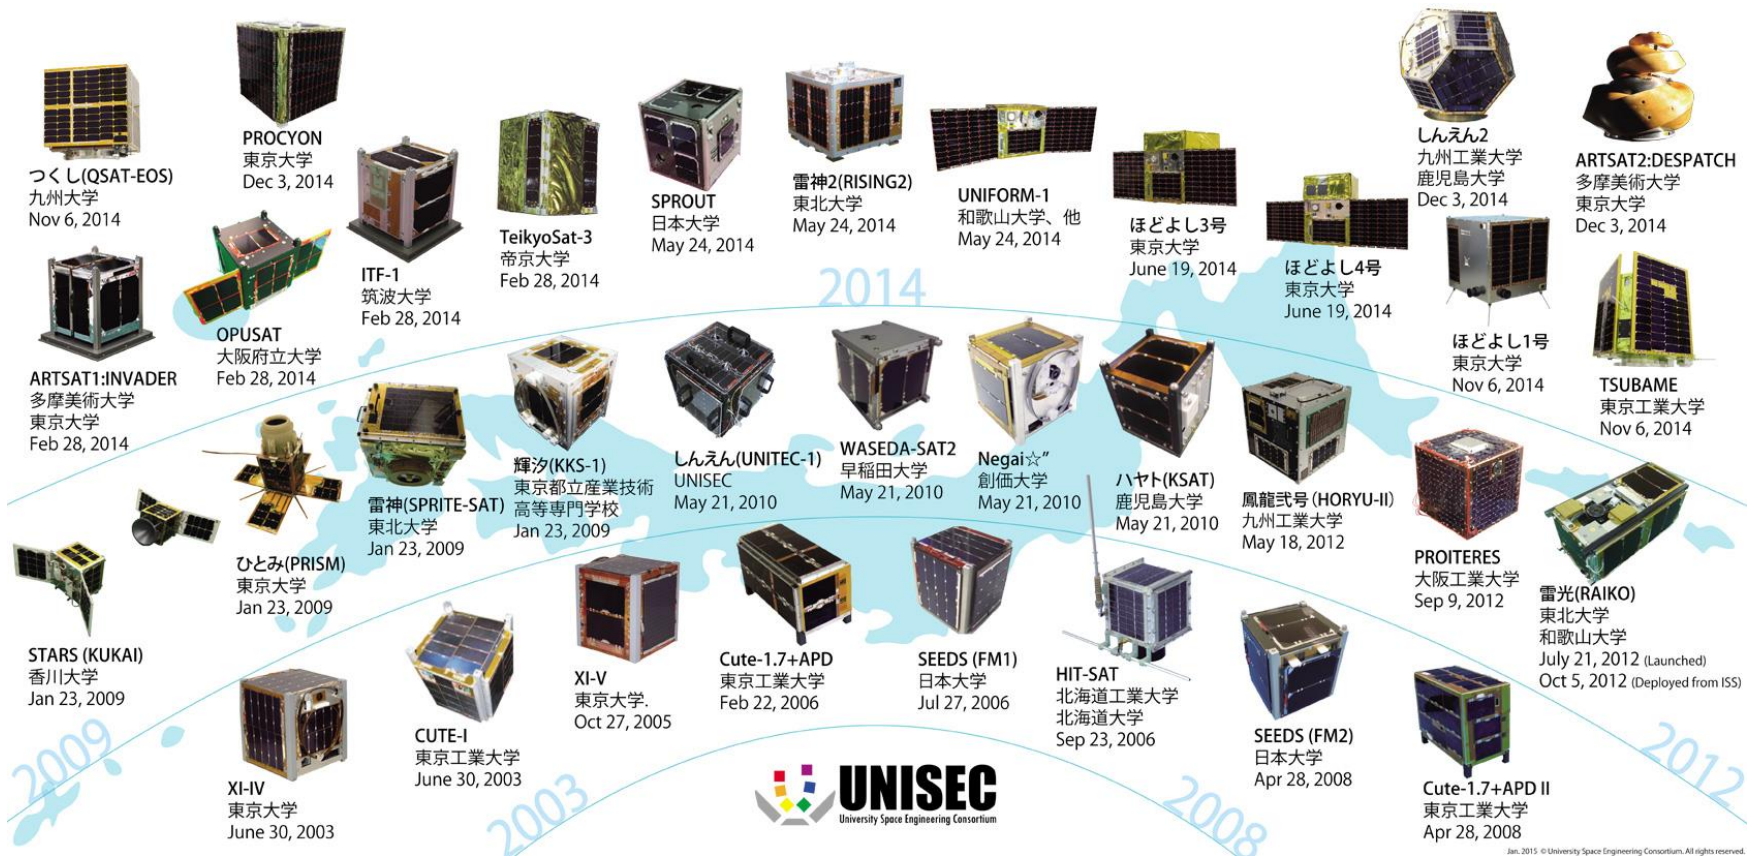 つくし(QSAT-EOS)
九州大学
Nov 6, 2014
PROCYON
東京大学
Dec 3, 2014
ITF-1
筑波大学
Feb 28, 2014
TeikyoSat-3
帝京大学
Feb 28, 2014
SPROUT
日本大学
May 24, 2014
雷神2(RISING2)
東北大学
May 24, 2014
UNIFORM-1
和歌山大学、他
May 24, 2014
ほどよし3号
東京大学
June 19, 2014
ほどよし4号
東京大学
June 19, 2014
しんえん2
九州工業大学
鹿児島大学
Dec 3, 2014
ARTSAT2:DESPATCH
多摩美術大学
東京大学
Dec 3, 2014
ARTSAT1:INVADER
多摩美術大学
東京大学
Feb 28, 2014
OPUSAT
大阪府立大学
Feb 28, 2014
ほどよし1号
東京大学
Nov 6, 2014
TSUBAME
東京工業大学
Nov 6, 2014
2014
STARS (KUKAI)
香川大学
Jan 23, 2009
ひとみ(PRISM)
東京大学
Jan 23, 2009
雷神(SPRITE-SAT)
東北大学
Jan 23, 2009
輝汐(KKS-1)
東京都立産業技術
高等専門学校
Jan 23, 2009
しんえん(UNITEC-1)
UNISEC
May 21, 2010
WASEDA-SAT2
早稲田大学
May 21, 2010
Negai☆″
創価大学
May 21, 2010
ハヤト(KSAT)
鹿児島大学
May 21, 2010
鳳龍弐号(HORYU-II)
九州工業大学
May 18, 2012
PROITERES
大阪工業大学
Sep 9, 2012
雷光(RAIKO)
東北大学
和歌山大学
July 21, 2012 (Launched)
Oct 5, 2012 (Deployed from ISS)
2009
2012
XI-IV
東京大学
June 30, 2003
CUTE-I
東京工業大学
June 30, 2003
XI-V
東京大学.
Oct 27, 2005
Cute-1.7+APD
東京工業大学
Feb 22, 2006
SEEDS (FM1)
日本大学
Jul 27, 2006
HIT-SAT
北海道工業大学
北海道大学
Sep 23, 2006
SEEDS (FM2)
日本大学
Apr 28, 2008
Cute-1.7+APD II
東京工業大学
Apr 28, 2008
2003
2008
UNISEC
University Space Engineering Consortium
Jan. 2015 © University Space Engineering Consortium. All rights reserved.